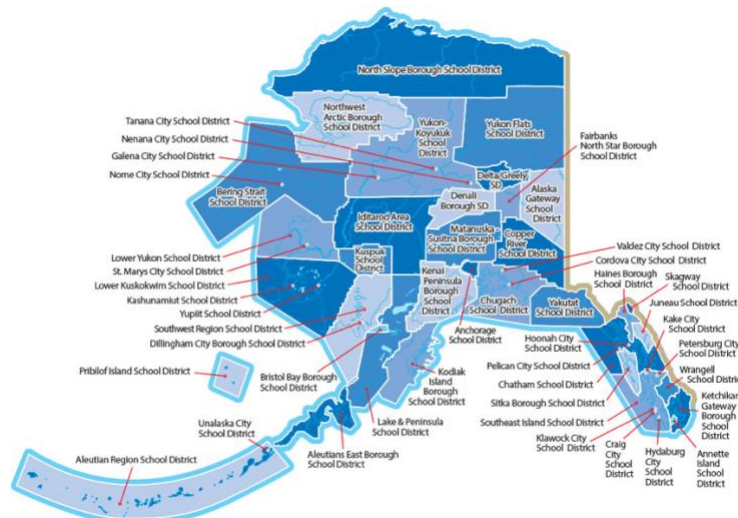 North Slope Borough School District
Northwest
Arctic Borough
School District
Yukon-
Koyukuk
School
District
Yukon Flats
School District
Tanana City School District
Nenana City School District
Galena City School District
Nome City School District
Bering Strait
School District
Fairbanks
North Star Borough
School District
Delta/Greely
SD
Denali
Borough SD
Alaska
Gateway
School
District
Iditarod Area
School District
Matanuska-
Susitna Borough
School District
Copper
River School
District
Lower Yukon School District
St. Marys City School District
Lower Kuskokwim School District
Kashunamiut School District
Yupiit School District
Southwest Region School District
Dillingham City Borough School District
Kuspuk
School
District
Kenai
Peninsula
Borough
School
District
Chugach
School District
Yakutat
School District
Valdez City School District
Cordova City School District
Haines Borough
School District
Skagway
School District
Juneau School District
Kake City
School District
Petersburg City
School District
Wrangell
School District
Ketchikan
Gateway
Borough
School
District
Annette
Island
School
District
Anchorage
School District
Hoonah City
School District
Pelican City School District
Chatham School District
Sitka Borough School District
Southeast Island School District
Klawock City
School District
Craig
City
School
District
Hydaburg
City
School
District
Pribilof Island School District
Bristol Bay Borough
School District
Kodiak
Island
Borough
School District
Lake & Peninsula
School District
Unalaska City
School District
Aleutians East Borough
School District
Aleutian Region School District